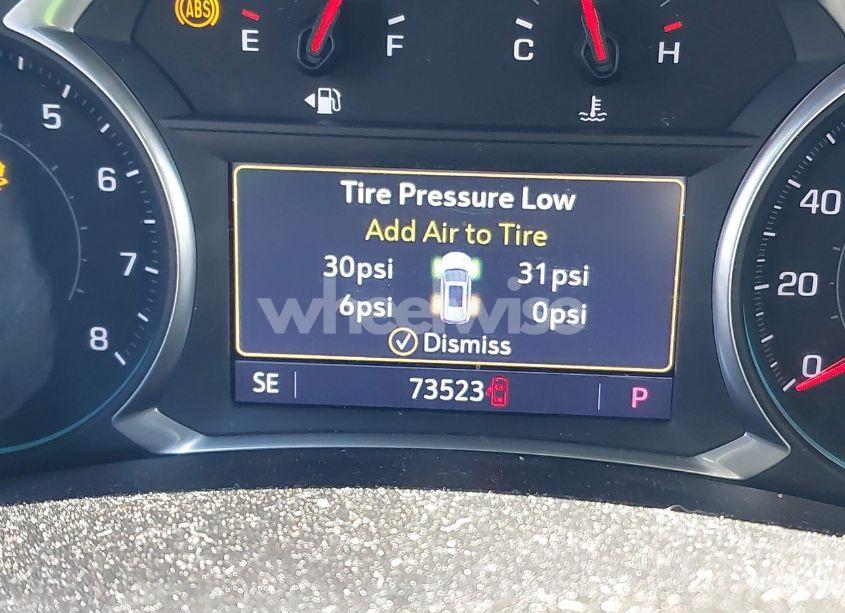 ABS
E F C H
5
6
7
8
40
20
0
Tire Pressure Low
Add Air to Tire
30psi 31psi
6psi 0psi
wheelwise
Dismiss
SE 73523 P